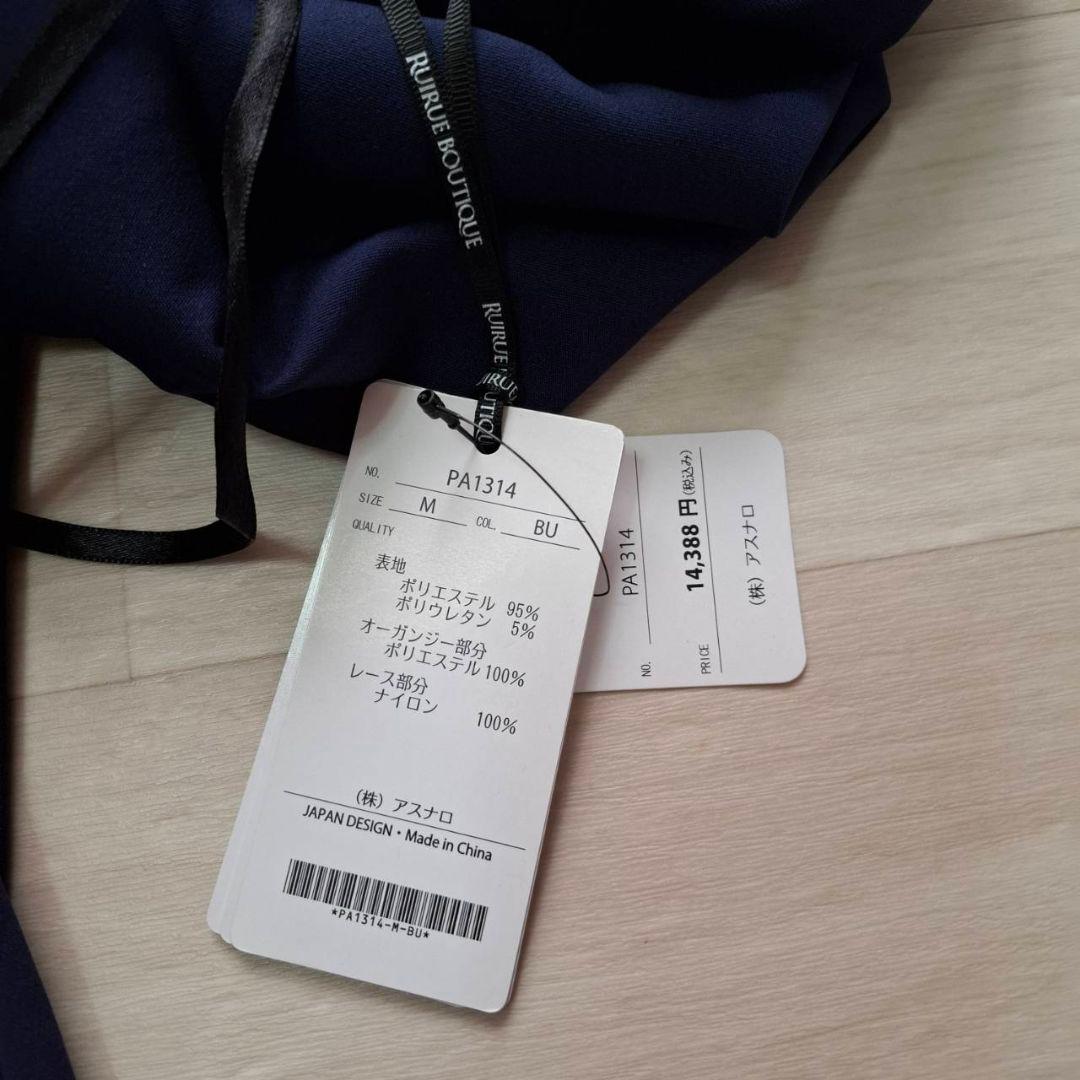 RUIRUE BOUTIQUE
RUIRUE
BOUTIQUE
NO. PA1314
SIZE M COL. BU
QUALITY
表地
ポリエステル 95%
ポリウレタン 5%
オーガンジー部分
ポリエステル 100%
レース部分
ナイロン 100%
(株) アスナロ
JAPAN DESIGN・Made in China
*PA1314-M-BU*
NO. PA1314
PRICE 14,388 円(税込み)
(株) アスナロ